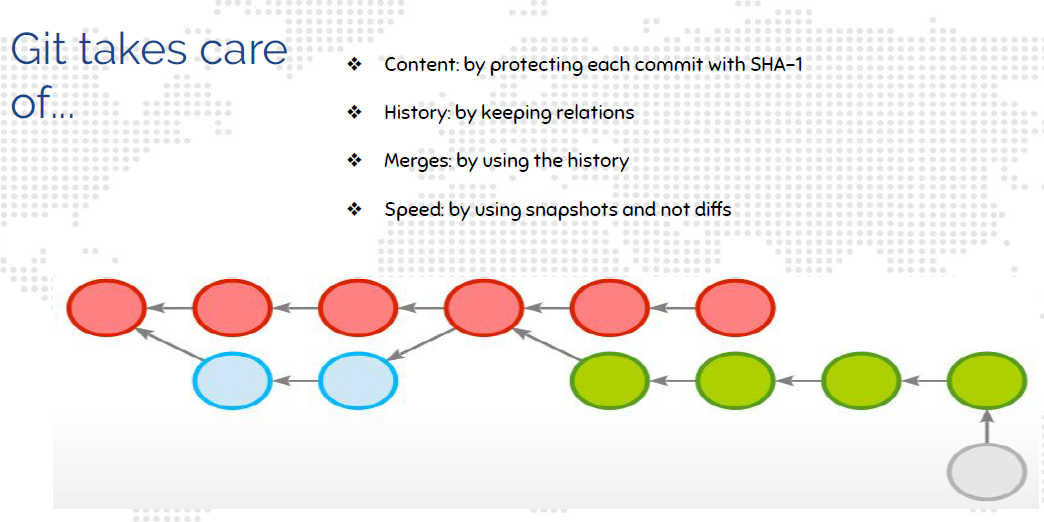 Git takes care
of...
❖ Content: by protecting each commit with SHA-1
❖ History: by keeping relations
❖ Merges: by using the history
❖ Speed: by using snapshots and not diffs